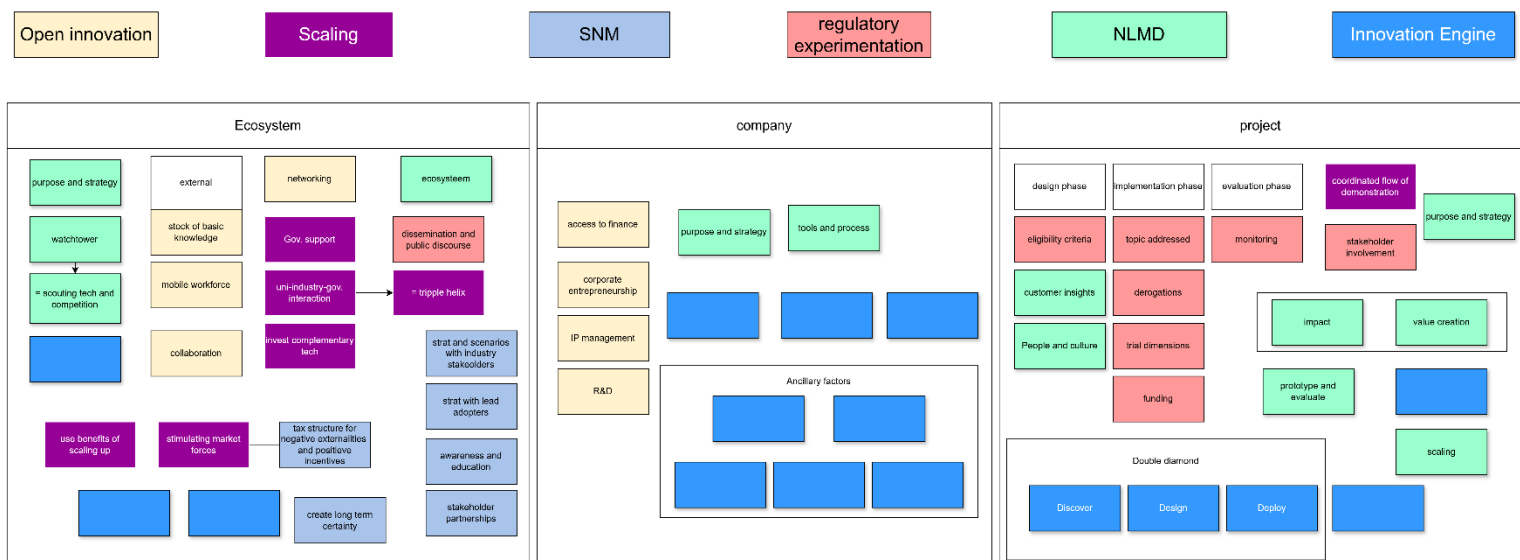 Open innovation
Scaling
SNM
regulatory
experimentation
NLMD
Innovation Engine
Ecosystem
purpose and strategy
external
networking
ecosysteem
stock of basic
knowledge
Gov. support
dissemination and
public discourse
watchtower
= scouting tech and
competition
mobile workforce
uni-industry-gov.
interaction
= tripple helix
collaboration
invest complementary
tech
strat and scenarios
with industry
stakeolders
strat with lead
adopters
use benefits of
scaling up
stimulating market
forces
tax structure for
negative externalities
and positieve
incentives
awareness and
education
create long term
certainty
stakeholder
partnerships
company
access to finance
purpose and strategy
tools and process
corporate
entrepreneurship
IP management
R&D
Ancillary factors
project
design phase
implementation phase
evaluation phase
coordinated flow of
demonstration
purpose and strategy
eligibility criteria
topic addressed
monitoring
stakeholder
involvement
customer insights
derogations
impact
value creation
People and culture
trial dimensions
funding
prototype and
evaluate
scaling
Double diamond
Discover
Design
Deploy